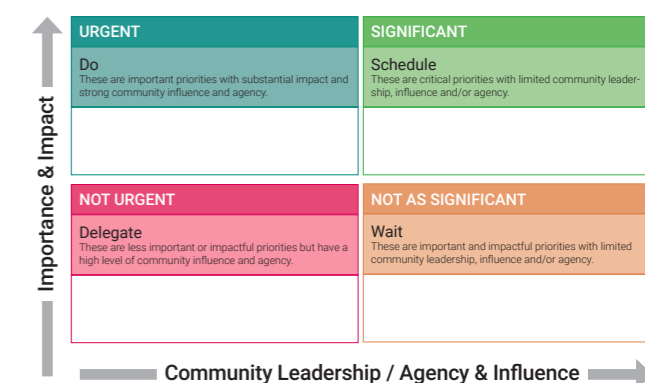 URGENT
Do
These are important priorities with substantial impact and
strong community influence and agency.
SIGNIFICANT
Schedule
These are critical priorities with limited community leader-
ship, influence and/or agency.
NOT URGENT
Delegate
These are less important or impactful priorities but have a
high level of community influence and agency.
NOT AS SIGNIFICANT
Wait
These are important and impactful priorities with limited
community leadership, influence and/or agency.
Importance & Impact
Community Leadership / Agency & Influence